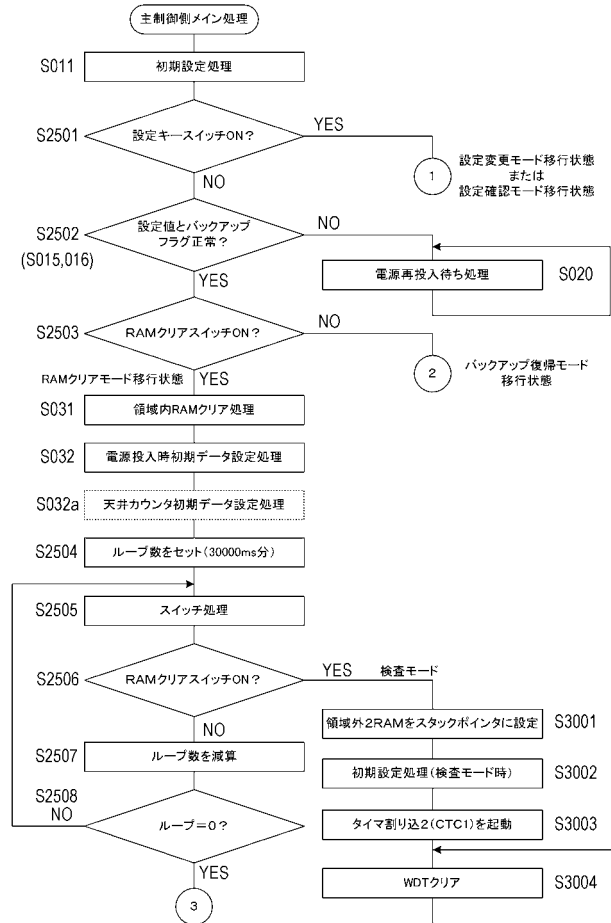 主制御側メイン処理
S011
初期設定処理
S2501
設定キースイッチON?
YES
1
設定変更モード移行状態
または
設定確認モード移行状態
NO
S2502
(S015,016)
設定値とバックアップ
フラグ正常?
NO
電源再投入待ち処理
S020
YES
S2503
RAMクリアスイッチON?
NO
2
バックアップ復帰モード
移行状態
RAMクリアモード移行状態
YES
S031
領域内RAMクリア処理
S032
電源投入時初期データ設定処理
S032a
天井カウンタ初期データ設定処理
S2504
ループ数をセット(30000ms分)
S2505
スイッチ処理
S2506
RAMクリアスイッチON?
YES
検査モード
領域外2RAMをスタックポインタに設定
S3001
NO
S2507
ループ数を減算
初期設定処理(検査モード時)
S3002
S2508
NO
ループ=0?
タイマ割り込2(CTC1)を起動
S3003
YES
WDTクリア
S3004
3